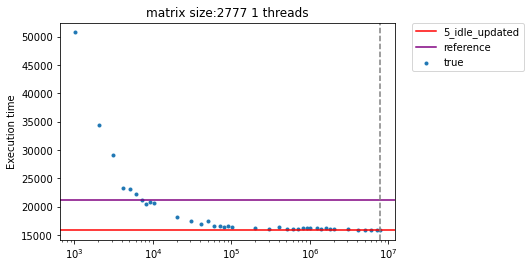 matrix size:2777 1 threads
Execution time
50000
45000
40000
35000
30000
25000
20000
15000
10³
10⁴
10⁵
10⁶
10⁷
5_idle_updated
reference
true